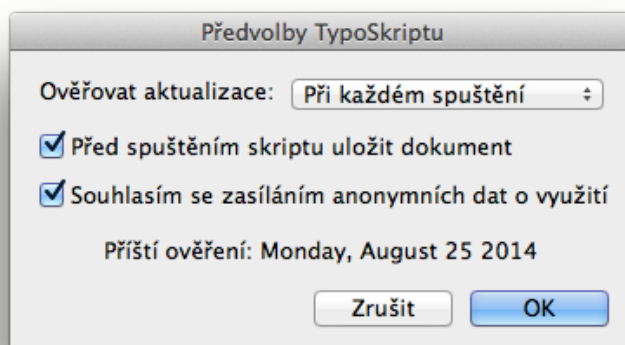 Předvolby TypoSkriptu
Ověřovat aktualizace: Při každém spuštění
Před spuštěním skriptu uložit dokument
Souhlasím se zasíláním anonymních dat o využití
Příští ověření: Monday, August 25 2014
Zrušit OK